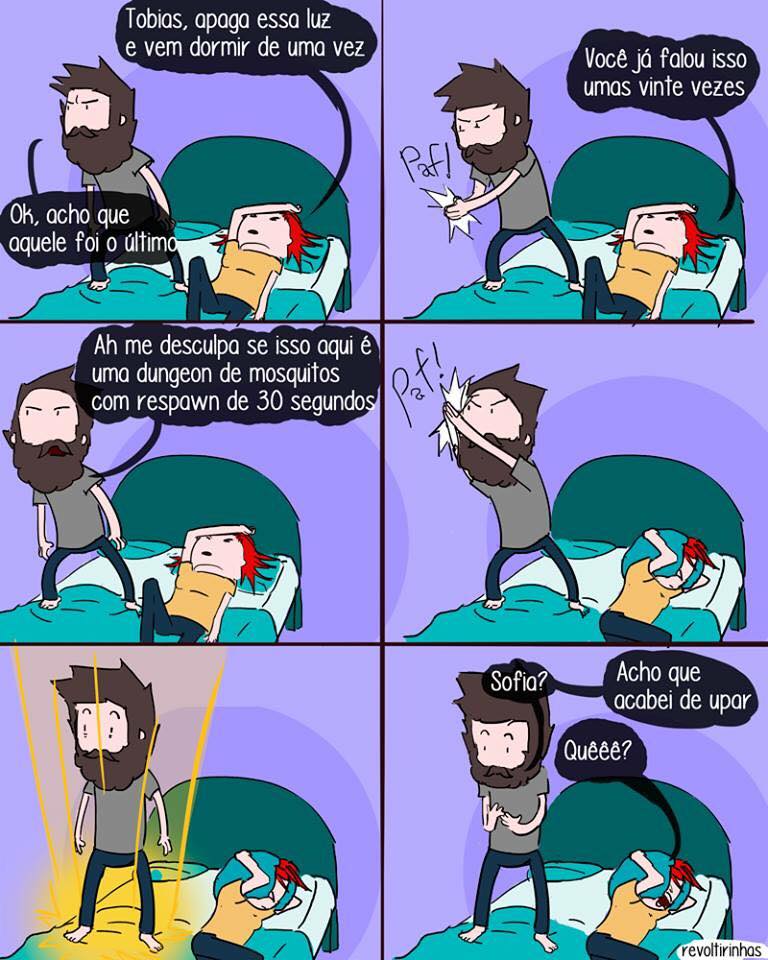 Tobias, apaga essa luz
e vem dormir de uma vez
Ok, acho que
aquele foi o último
Você já falou isso
umas vinte vezes
Paf!
Ah me desculpa se isso aqui é
uma dungeon de mosquitos
com respawn de 30 segundos
Paf!
Sofia?
Acho que
acabei de upar
Quêêê?
revoltirinhas